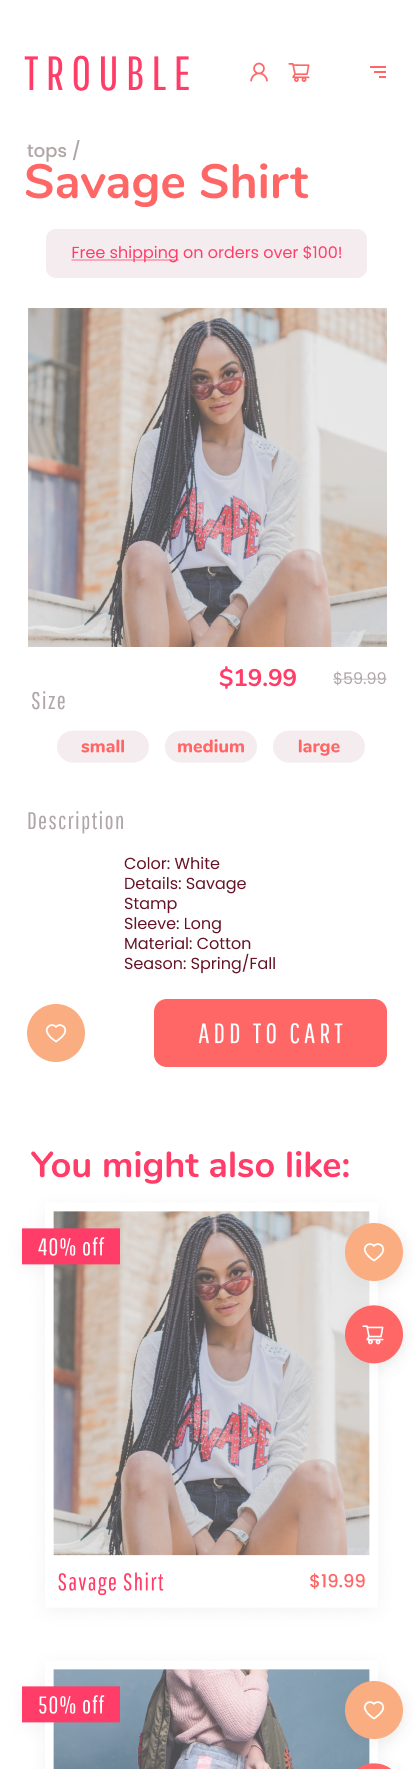 TROUBLE
tops /
Savage Shirt
Free shipping on orders over $100!
AVAGE
$19.99 $59.99
Size
small medium large
Description
Color: White
Details: Savage
Stamp
Sleeve: Long
Material: Cotton
Season: Spring/Fall
ADD TO CART
You might also like:
40% off
AVAGE
Savage Shirt $19.99
50% off